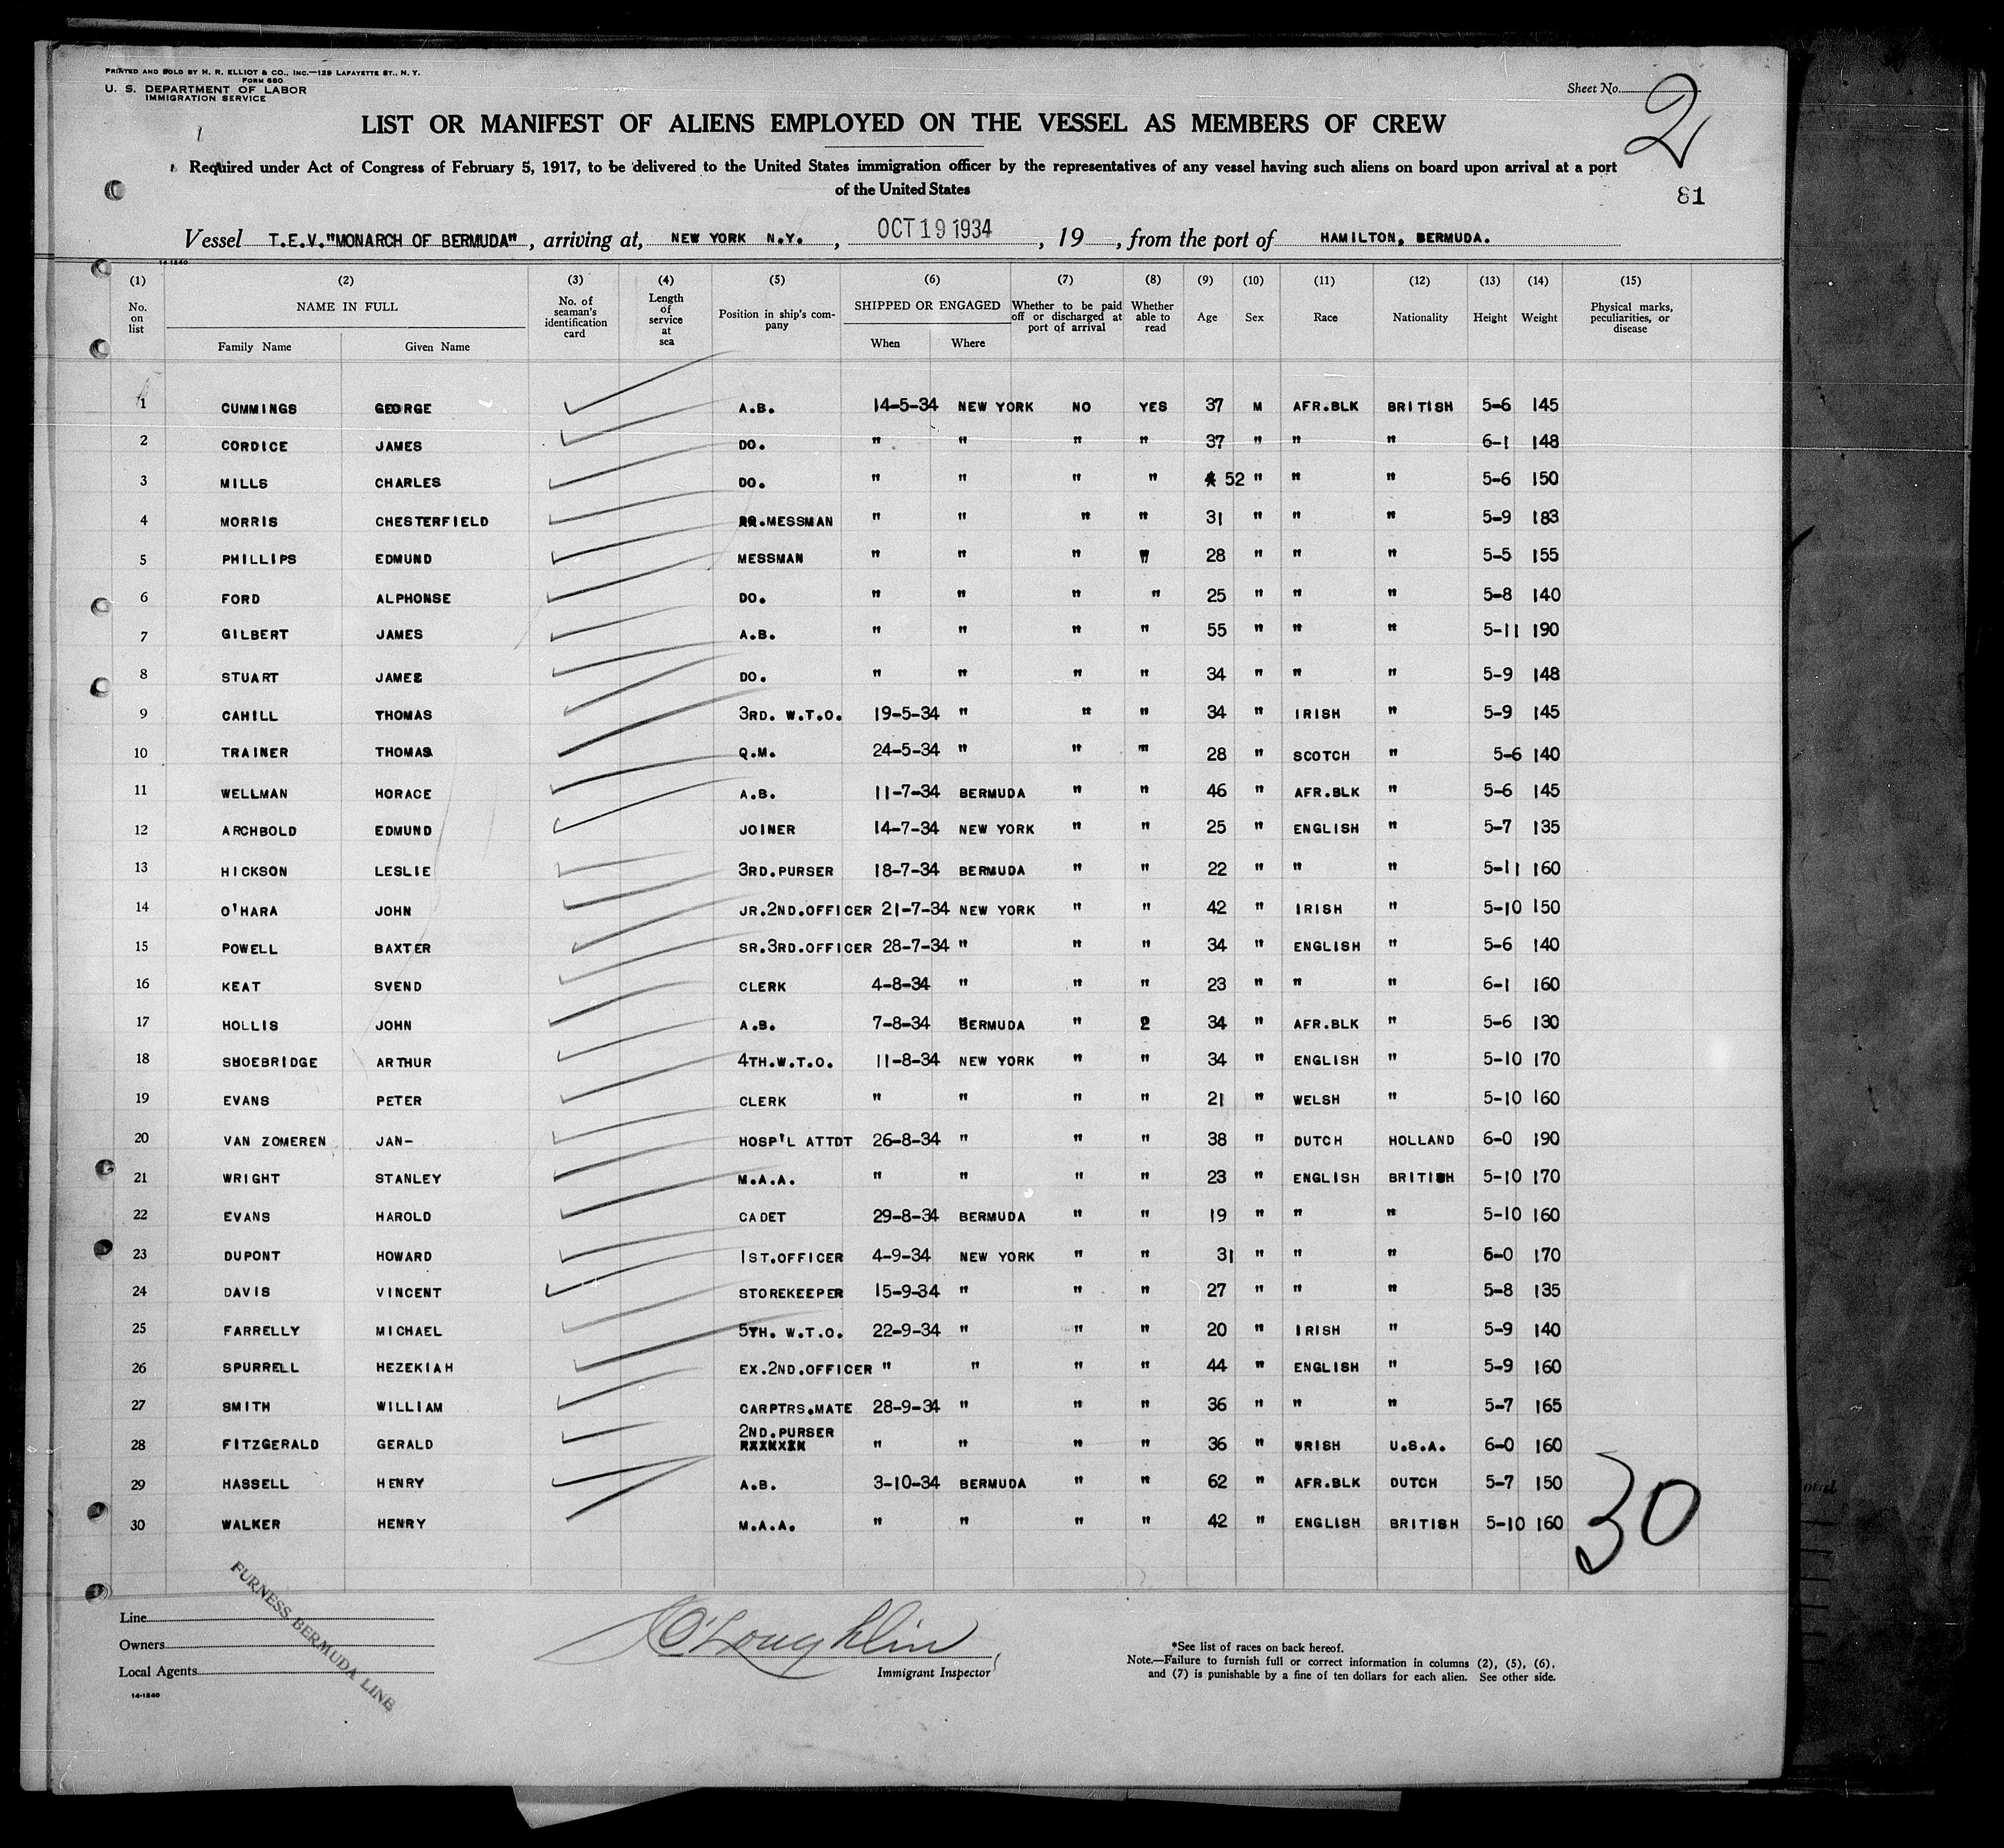 PRINTED AND SOLD BY H. R. ELLIOT & CO., INC.—129 LAFAYETTE ST., N. Y.
FORM 680
U. S. DEPARTMENT OF LABOR
IMMIGRATION SERVICE
Sheet No. 2
LIST OR MANIFEST OF ALIENS EMPLOYED ON THE VESSEL AS MEMBERS OF CREW
Required under Act of Congress of February 5, 1917, to be delivered to the United States immigration officer by the representatives of any vessel having such aliens on board upon arrival at a port
of the United States
81
Vessel T.E.V."MONARCH OF BERMUDA", arriving at, NEW YORK N.Y., OCT 19 1934, 19 , from the port of HAMILTON, BERMUDA.
14-1240
(1) (2) (3) (4) (5) (6) (7) (8) (9) (10) (11) (12) (13) (14) (15)
No. on list NAME IN FULL Family Name Given Name No. of seaman's identification card Length of service at sea Position in ship's company SHIPPED OR ENGAGED When Where Whether to be paid off or discharged at port of arrival Whether able to read Age Sex Race Nationality Height Weight Physical marks, peculiarities, or disease
1 CUMMINGS GEORGE A.B. 14-5-34 NEW YORK NO YES 37 M AFR.BLK BRITISH 5-6 145
2 CORDICE JAMES DO. " " " " 37 " " " 6-1 148
3 MILLS CHARLES DO. " " " " 52 " " " 5-6 150
4 MORRIS CHESTERFIELD MESSMAN " " " " 31 " " " 5-9 183
5 PHILLIPS EDMUND MESSMAN " " " " 28 " " " 5-5 155
6 FORD ALPHONSE DO. " " " " 25 " " " 5-8 140
7 GILBERT JAMES A.B. " " " " 55 " " " 5-11 190
8 STUART JAMES DO. " " " " 34 " " " 5-9 148
9 CAHILL THOMAS 3RD. W.T.O. 19-5-34 " " " 34 " IRISH " 5-9 145
10 TRAINER THOMAS Q.M. 24-5-34 " " " 28 " SCOTCH " 5-6 140
11 WELLMAN HORACE A.B. 11-7-34 BERMUDA " " 46 " AFR.BLK " 5-6 145
12 ARCHBOLD EDMUND JOINER 14-7-34 NEW YORK " " 25 " ENGLISH " 5-7 135
13 HICKSON LESLIE 3RD.PURSER 18-7-34 BERMUDA " " 22 " " " 5-11 160
14 O'HARA JOHN JR.2ND.OFFICER 21-7-34 NEW YORK " " 42 " IRISH " 5-10 150
15 POWELL BAXTER SR.3RD.OFFICER 28-7-34 " " " 34 " ENGLISH " 5-6 140
16 KEAT SVEND CLERK 4-8-34 " " " 23 " " " 6-1 160
17 HOLLIS JOHN A.B. 7-8-34 BERMUDA " 2 34 " AFR.BLK " 5-6 130
18 SHOEBRIDGE ARTHUR 4TH.W.T.O. 11-8-34 NEW YORK " " 34 " ENGLISH " 5-10 170
19 EVANS PETER CLERK " " " " 21 " WELSH " 5-10 160
20 VAN ZOMEREN JAN- HOSP'L ATTDT 26-8-34 " " " 38 " DUTCH HOLLAND 6-0 190
21 WRIGHT STANLEY M.A.A. " " " " 23 " ENGLISH BRITISH 5-10 170
22 EVANS HAROLD CADET 29-8-34 BERMUDA " " 19 " " " 5-10 160
23 DUPONT HOWARD 1ST.OFFICER 4-9-34 NEW YORK " " 31 " " " 6-0 170
24 DAVIS VINCENT STOREKEEPER 15-9-34 " " " 27 " " " 5-8 135
25 FARRELLY MICHAEL 5TH. W.T.O. 22-9-34 " " " 20 " IRISH " 5-9 140
26 SPURRELL HEZEKIAH EX.2ND.OFFICER " " " " 44 " ENGLISH " 5-9 160
27 SMITH WILLIAM CARPTRS.MATE 28-9-34 " " " 36 " " " 5-7 165
28 FITZGERALD GERALD 2ND.PURSER " " " " 36 " IRISH U.S.A. 6-0 160
29 HASSELL HENRY A.B. 3-10-34 BERMUDA " " 62 " AFR.BLK DUTCH 5-7 150
30 WALKER HENRY M.A.A. " " " " 42 " ENGLISH BRITISH 5-10 160
30
Line
Owners
Local Agents
FURNESS BERMUDA LINE
14-1240
O'Loughlin
Immigrant Inspector
*See list of races on back hereof.
Note.—Failure to furnish full or correct information in columns (2), (5), (6),
and (7) is punishable by a fine of ten dollars for each alien. See other side.